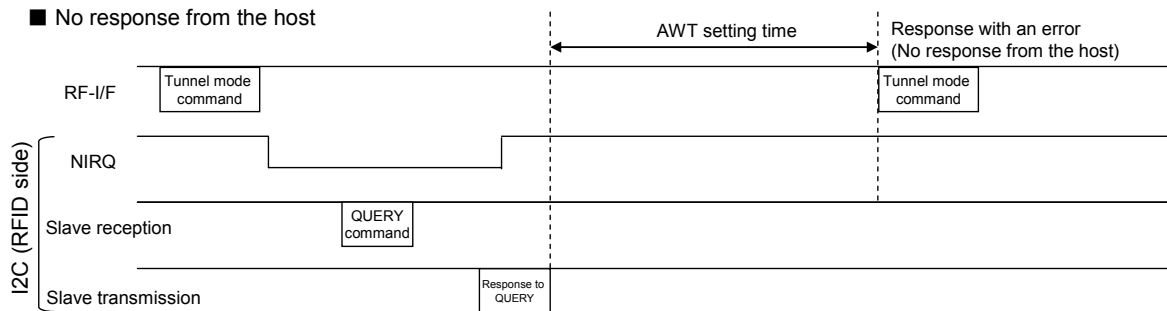 ■ No response from the host
AWT setting time
Response with an error
(No response from the host)
RF-I/F
Tunnel mode
command
Tunnel mode
command
I2C (RFID side)
NIRQ
Slave reception
QUERY
command
Slave transmission
Response to
QUERY